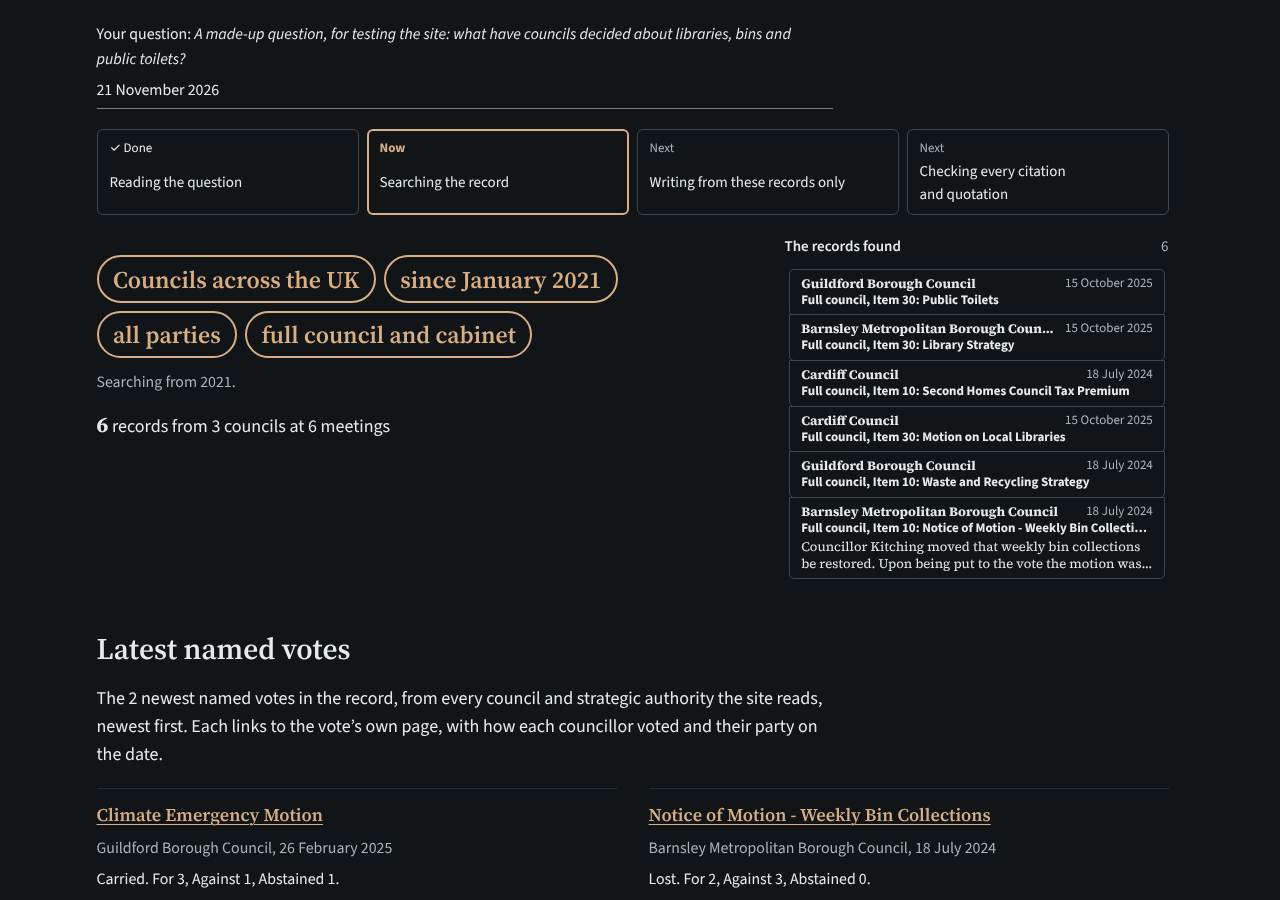 Your question: A made-up question, for testing the site: what have councils decided about libraries, bins and
public toilets?
21 November 2026
✓ Done
Reading the question
Now
Searching the record
Next
Writing from these records only
Next
Checking every citation
and quotation
Councils across the UK
since January 2021
all parties
full council and cabinet
Searching from 2021.
6 records from 3 councils at 6 meetings
The records found 6
Guildford Borough Council 15 October 2025
Full council, Item 30: Public Toilets
Barnsley Metropolitan Borough Coun... 15 October 2025
Full council, Item 30: Library Strategy
Cardiff Council 18 July 2024
Full council, Item 10: Second Homes Council Tax Premium
Cardiff Council 15 October 2025
Full council, Item 30: Motion on Local Libraries
Guildford Borough Council 18 July 2024
Full council, Item 10: Waste and Recycling Strategy
Barnsley Metropolitan Borough Council 18 July 2024
Full council, Item 10: Notice of Motion - Weekly Bin Collecti...
Councillor Kitching moved that weekly bin collections
be restored. Upon being put to the vote the motion was...
Latest named votes
The 2 newest named votes in the record, from every council and strategic authority the site reads,
newest first. Each links to the vote’s own page, with how each councillor voted and their party on
the date.
Climate Emergency Motion
Guildford Borough Council, 26 February 2025
Carried. For 3, Against 1, Abstained 1.
Notice of Motion - Weekly Bin Collections
Barnsley Metropolitan Borough Council, 18 July 2024
Lost. For 2, Against 3, Abstained 0.